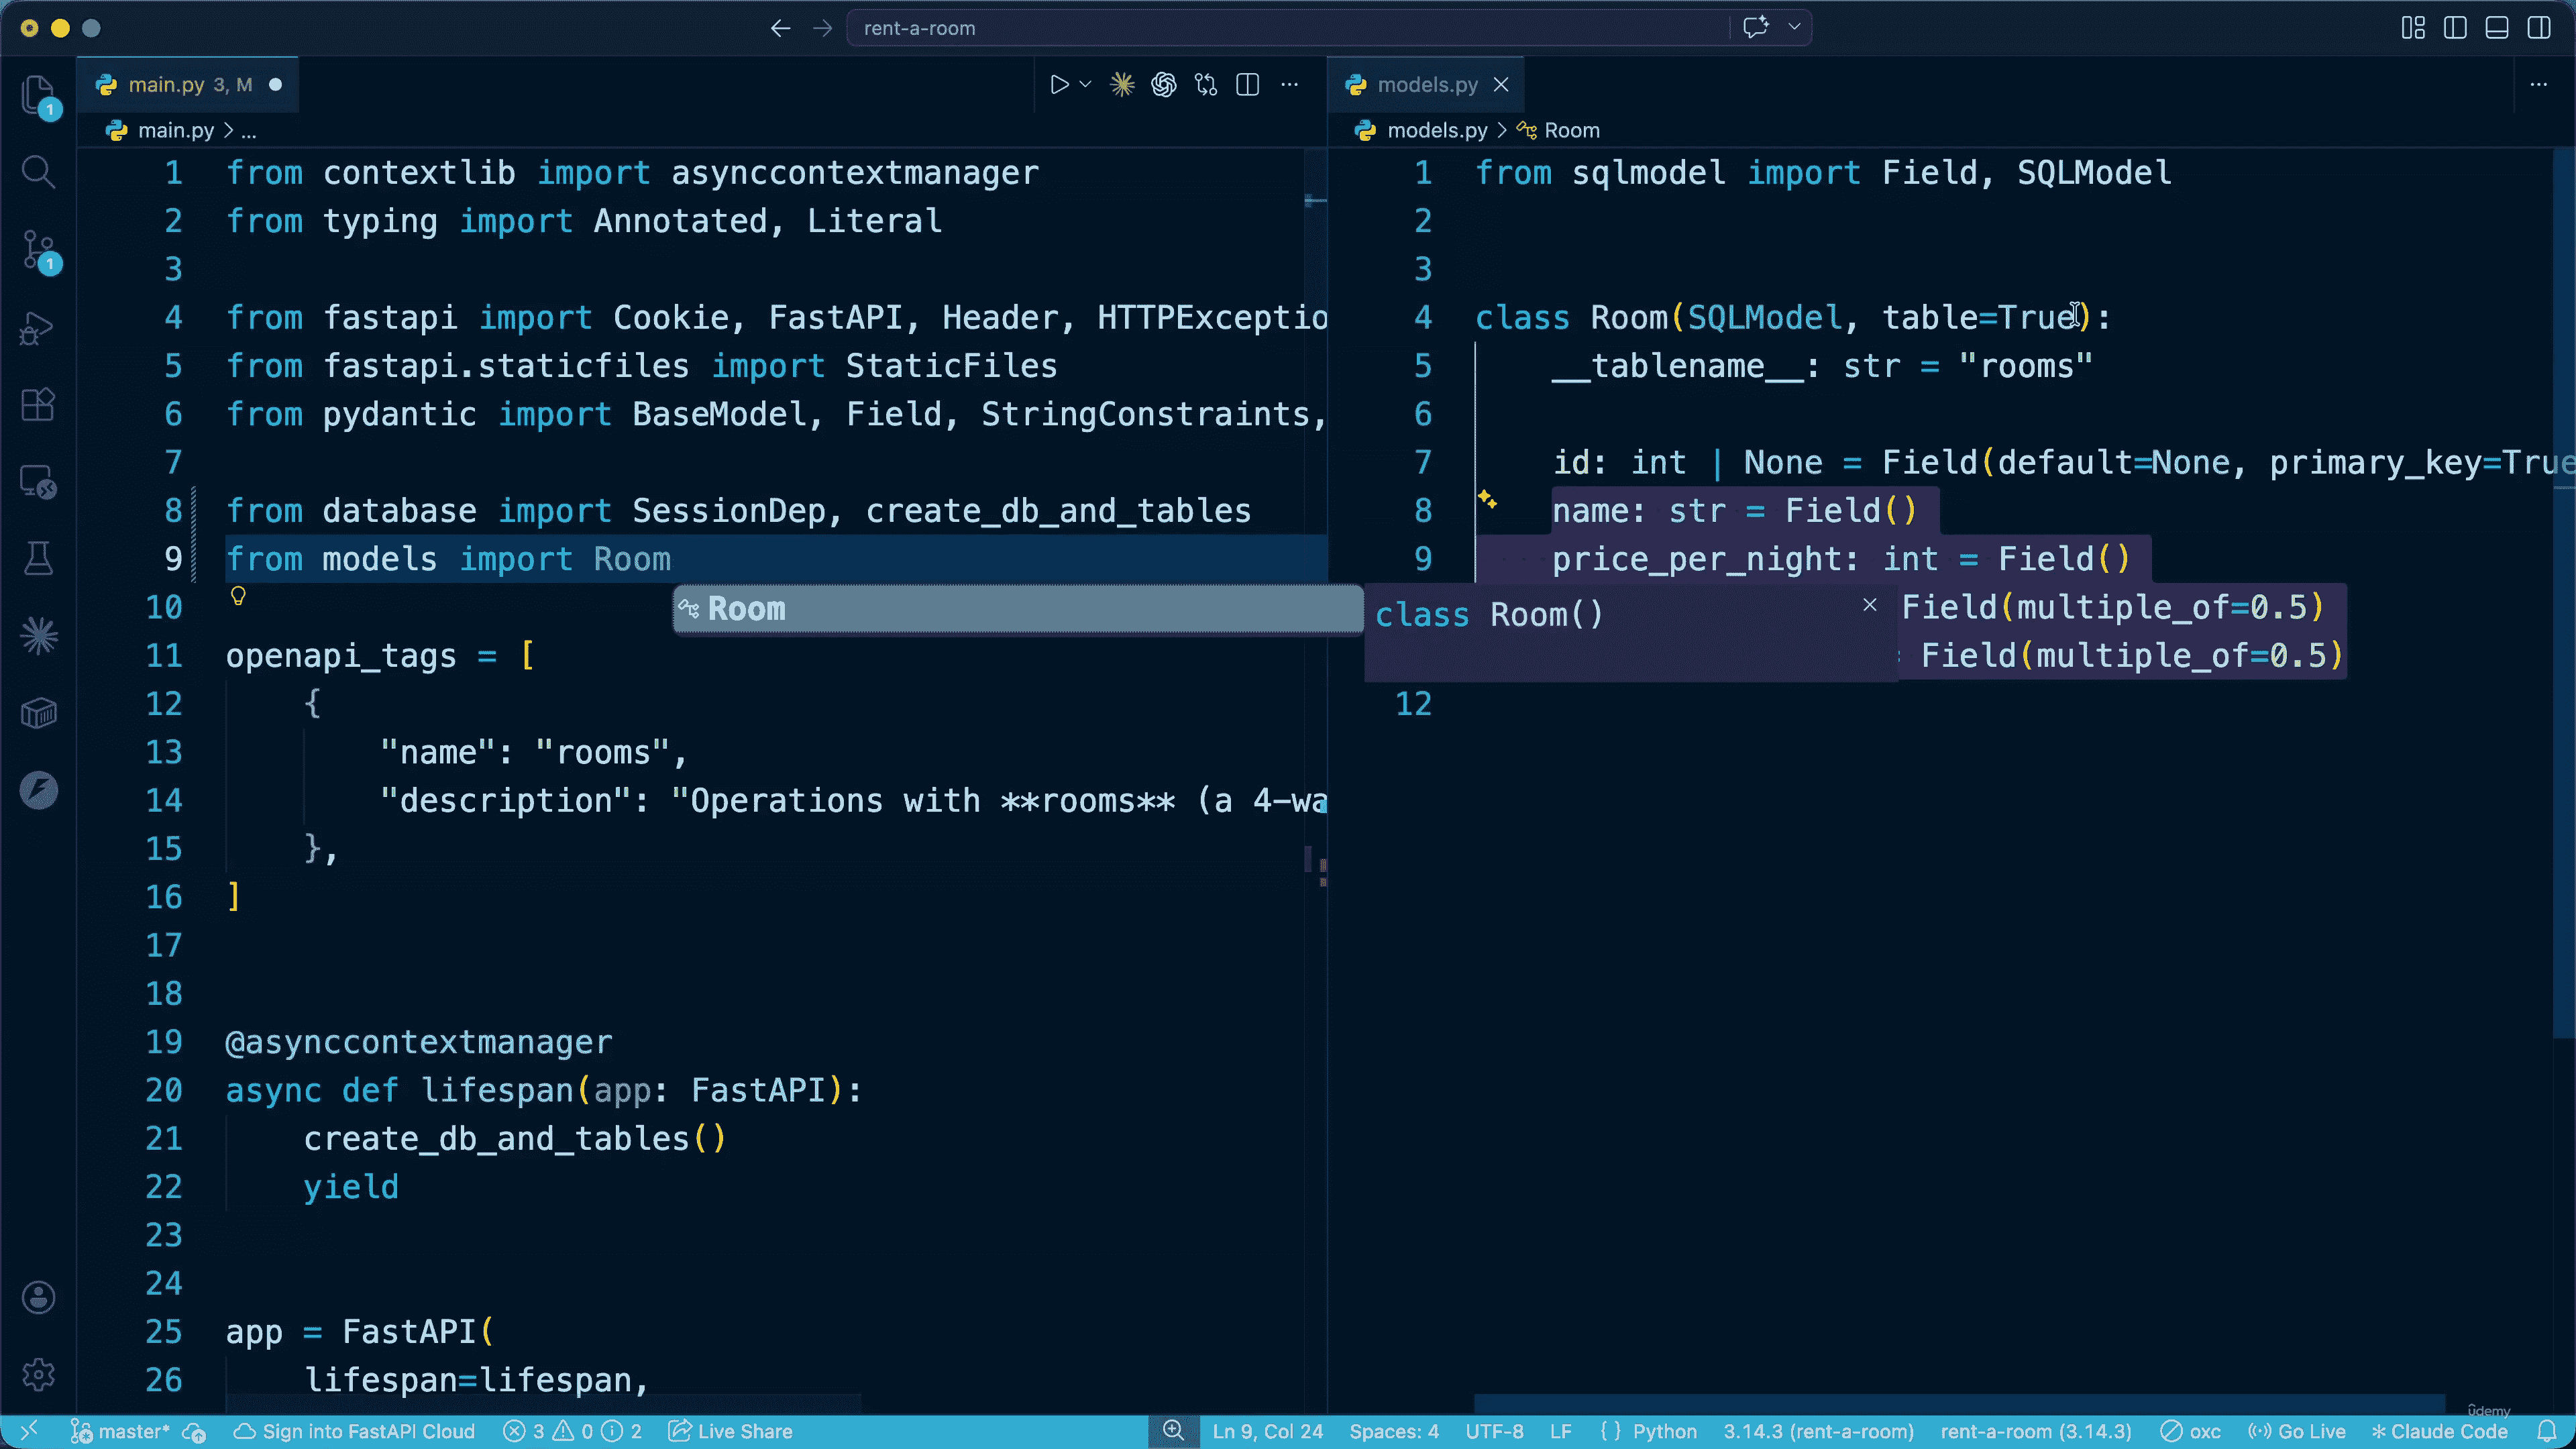 rent-a-room
main.py 3, M
main.py > ...
1 from contextlib import asynccontextmanager
2 from typing import Annotated, Literal
3
4 from fastapi import Cookie, FastAPI, Header, HTTPExceptio
5 from fastapi.staticfiles import StaticFiles
6 from pydantic import BaseModel, Field, StringConstraints,
7
8 from database import SessionDep, create_db_and_tables
9 from models import Room
Room
10
11 openapi_tags = [
12 {
13 "name": "rooms",
14 "description": "Operations with **rooms** (a 4-wa
15 },
16 ]
17
18
19 @asynccontextmanager
20 async def lifespan(app: FastAPI):
21 create_db_and_tables()
22 yield
23
24
25 app = FastAPI(
26 lifespan=lifespan,
models.py
models.py > Room
1 from sqlmodel import Field, SQLModel
2
3
4 class Room(SQLModel, table=True):
5 __tablename__: str = "rooms"
6
7 id: int | None = Field(default=None, primary_key=True
8 name: str = Field()
9 price_per_night: int = Field()
class Room()
Field(multiple_of=0.5)
: Field(multiple_of=0.5)
12
1
1
udemy
master* Sign into FastAPI Cloud 3 0 2 Live Share Ln 9, Col 24 Spaces: 4 UTF-8 LF { } Python 3.14.3 (rent-a-room) rent-a-room (3.14.3) oxc Go Live Claude Code